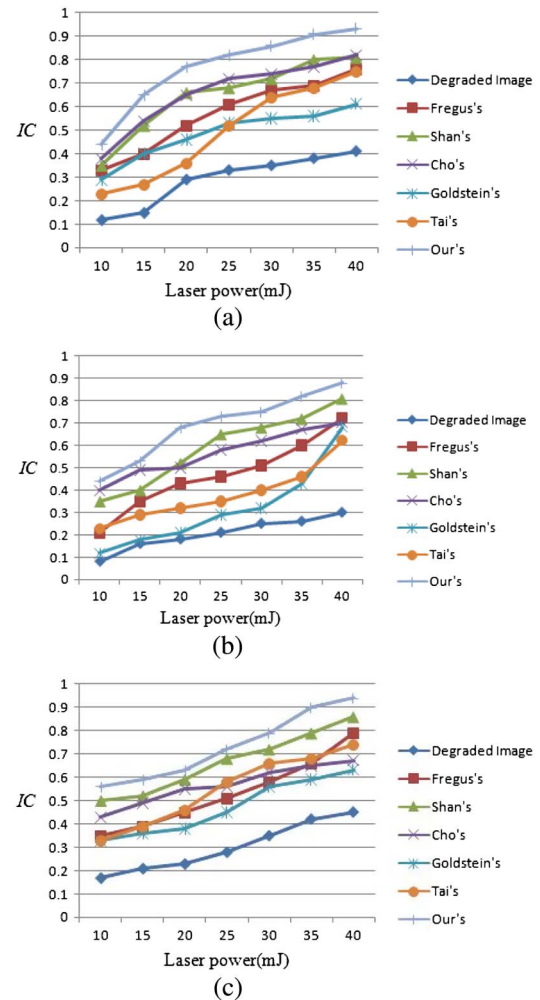 1
0.9
0.8
0.7
0.6
0.5
0.4
0.3
0.2
0.1
0
IC
10 15 20 25 30 35 40
Laser power(mJ)
Degraded Image
Fregus's
Shan's
Cho's
Goldstein's
Tai's
Our's
(a)
1
0.9
0.8
0.7
0.6
0.5
0.4
0.3
0.2
0.1
0
IC
10 15 20 25 30 35 40
Laser power(mJ)
Degraded Image
Fregus's
Shan's
Cho's
Goldstein's
Tai's
Our's
(b)
1
0.9
0.8
0.7
0.6
0.5
0.4
0.3
0.2
0.1
0
IC
10 15 20 25 30 35 40
Laser power(mJ)
Degraded Image
Fregus's
Shan's
Cho's
Goldstein's
Tai's
Our's
(c)